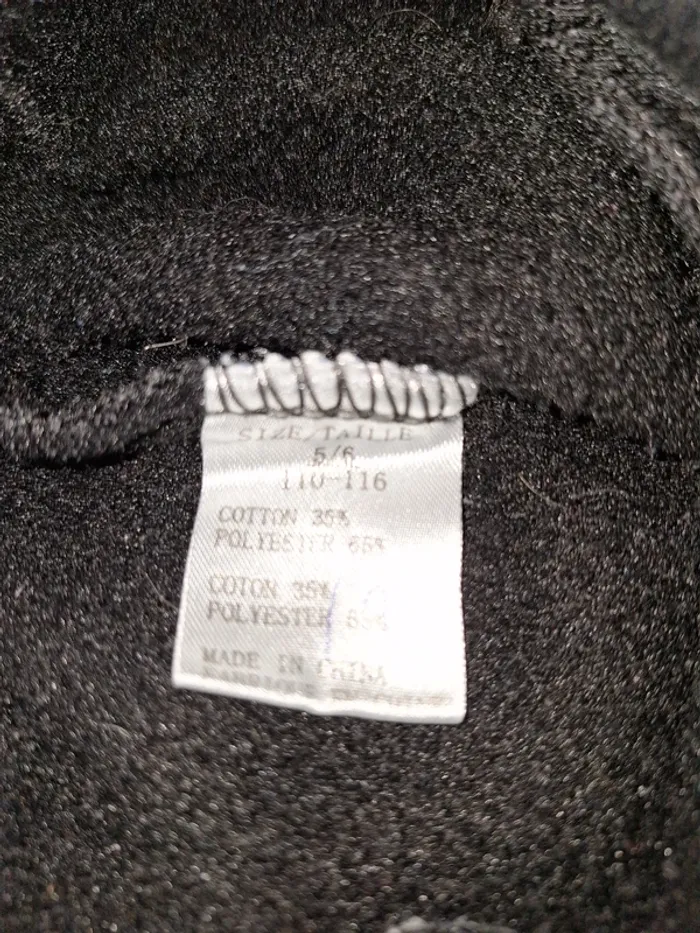 SIZE/TAILLE
5/6
110-116
COTTON 35%
POLYESTER 65%
COTON 35%
POLYESTER 65%
MADE IN CHINA